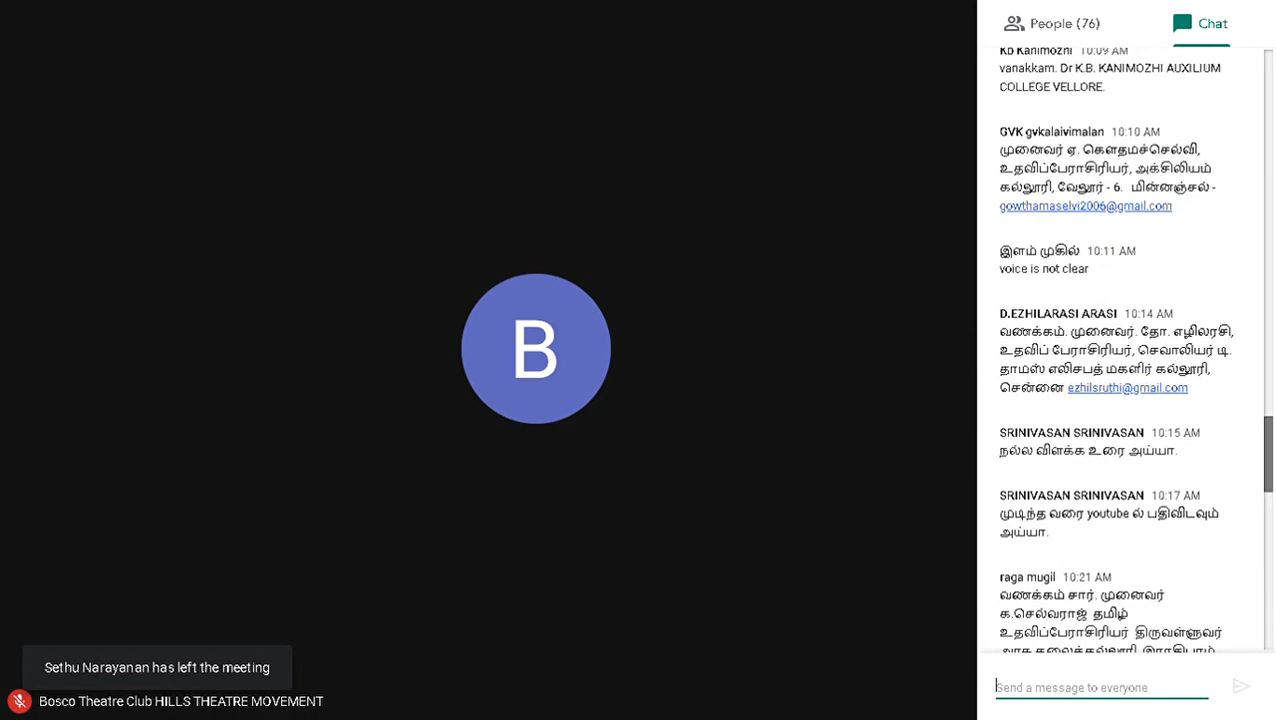 People (76)
Chat
Kb Kanimozhi 10:09 AM
vanakkam. Dr K.B. KANIMOZHI AUXILIUM
COLLEGE VELLORE.
GVK gvkalaivimalan 10:10 AM
முனைவர் ஏ. கௌதமச்செல்வி,
உதவிப்பேராசிரியர், அக்சிலியம்
கல்லூரி, வேலூர் - 6. மின்னஞ்சல் -
gowthamaselvi2006@gmail.com
இளம் முகில் 10:11 AM
voice is not clear
D.EZHILARASI ARASI 10:14 AM
வணக்கம். முனைவர். தோ. எழிலரசி,
உதவிப் பேராசிரியர், செவாலியர் டி.
தாமஸ் எலிசபத் மகளிர் கல்லூரி,
சென்னை ezhilsruthi@gmail.com
SRINIVASAN SRINIVASAN 10:15 AM
நல்ல விளக்க உரை அய்யா.
SRINIVASAN SRINIVASAN 10:17 AM
முடிந்த வரை youtube ல் பதிவிடவும்
அய்யா.
raga mugil 10:21 AM
வணக்கம் சார். முனைவர்
க.செல்வராஜ் தமிழ்
உதவிப்பேராசிரியர் திருவள்ளுவர்
அரசு கலைக்கல்லூரி, இராசிபுரம்
Send a message to everyone
B
Sethu Narayanan has left the meeting
Bosco Theatre Club HILLS THEATRE MOVEMENT